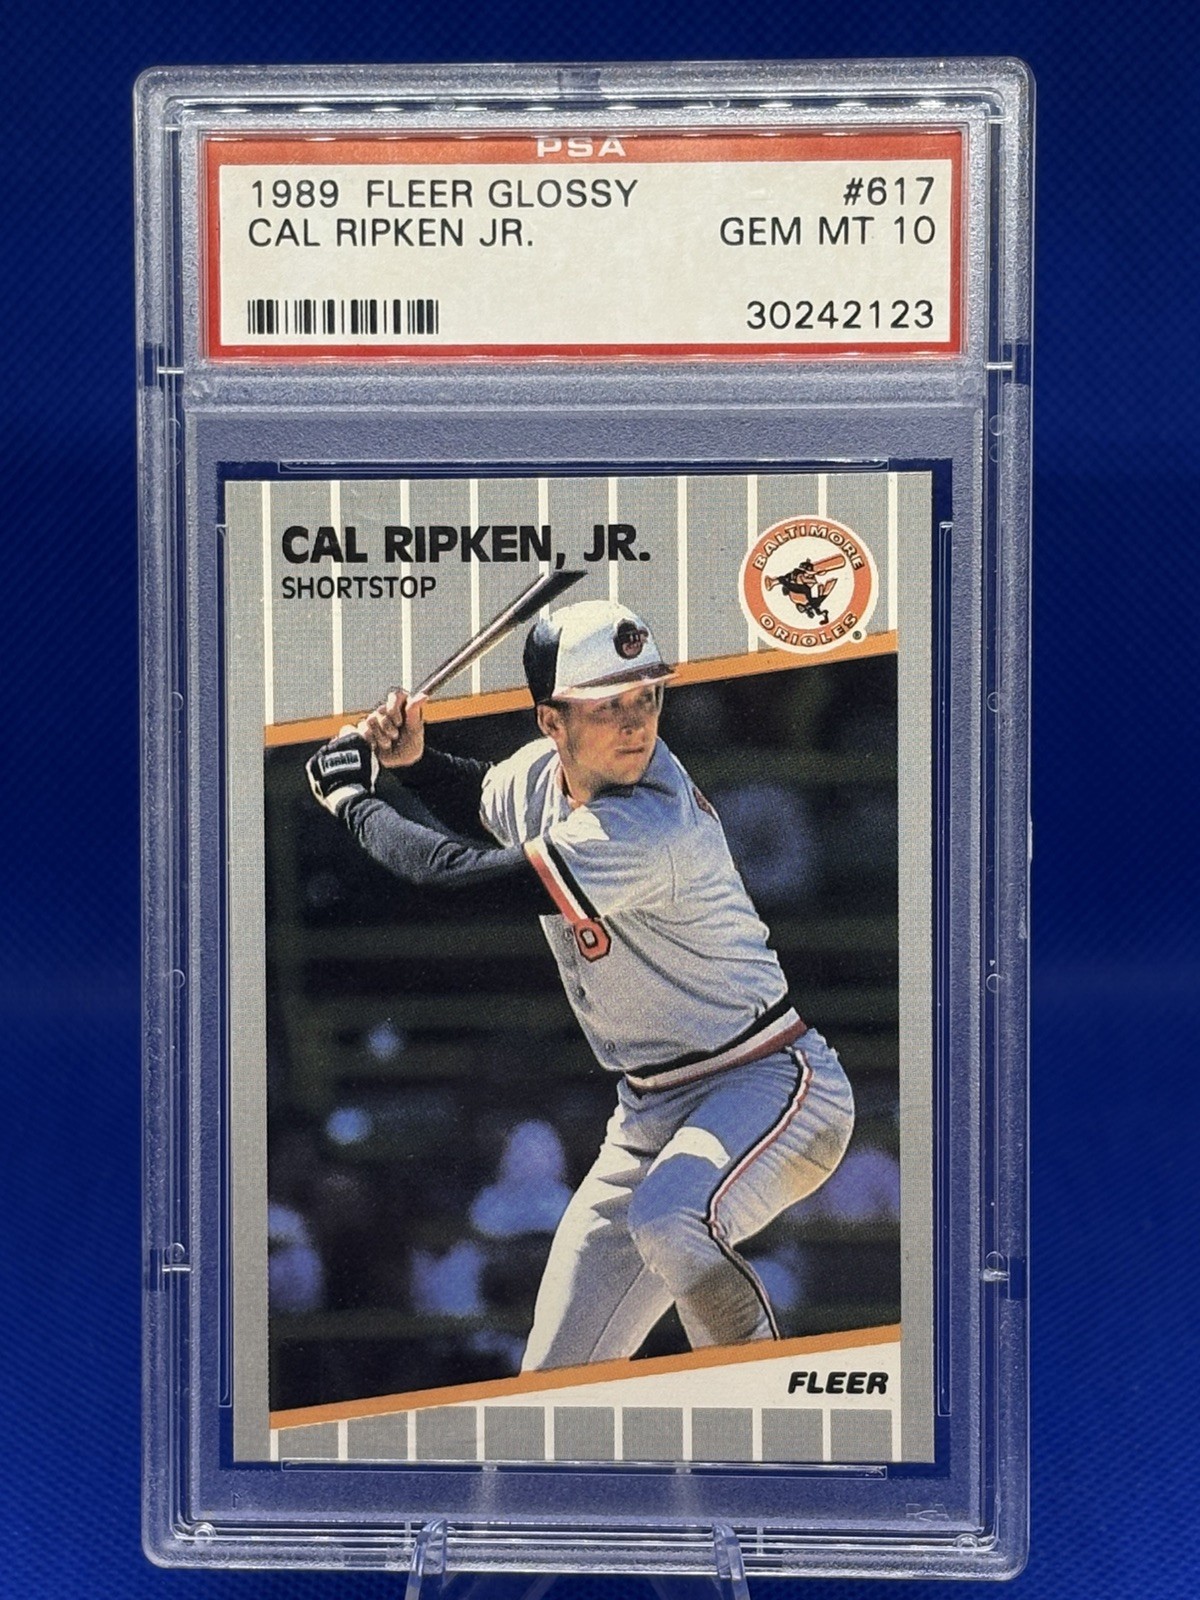 PSA
1989 FLEER GLOSSY #617
CAL RIPKEN JR. GEM MT 10
30242123
CAL RIPKEN, JR.
SHORTSTOP
BALTIMORE
ORIOLES
®
Franklin
FLEER